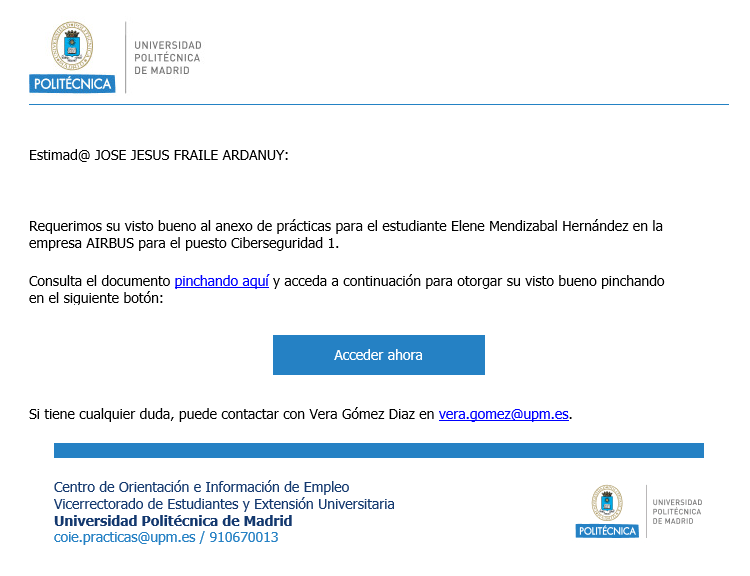 POLITÉCNICA
UNIVERSIDAD
POLITÉCNICA
DE MADRID
Estimad@ JOSE JESUS FRAILE ARDANUY:
Requerimos su visto bueno al anexo de prácticas para el estudiante Elene Mendizabal Hernández en la
empresa AIRBUS para el puesto Ciberseguridad 1.
Consulta el documento pinchando aquí y acceda a continuación para otorgar su visto bueno pinchando
en el siguiente botón:
Acceder ahora
Si tiene cualquier duda, puede contactar con Vera Gómez Diaz en vera.gomez@upm.es.
Centro de Orientación e Información de Empleo
Vicerrectorado de Estudiantes y Extensión Universitaria
Universidad Politécnica de Madrid
coie.practicas@upm.es / 910670013
POLITÉCNICA
UNIVERSIDAD
POLITÉCNICA
DE MADRID